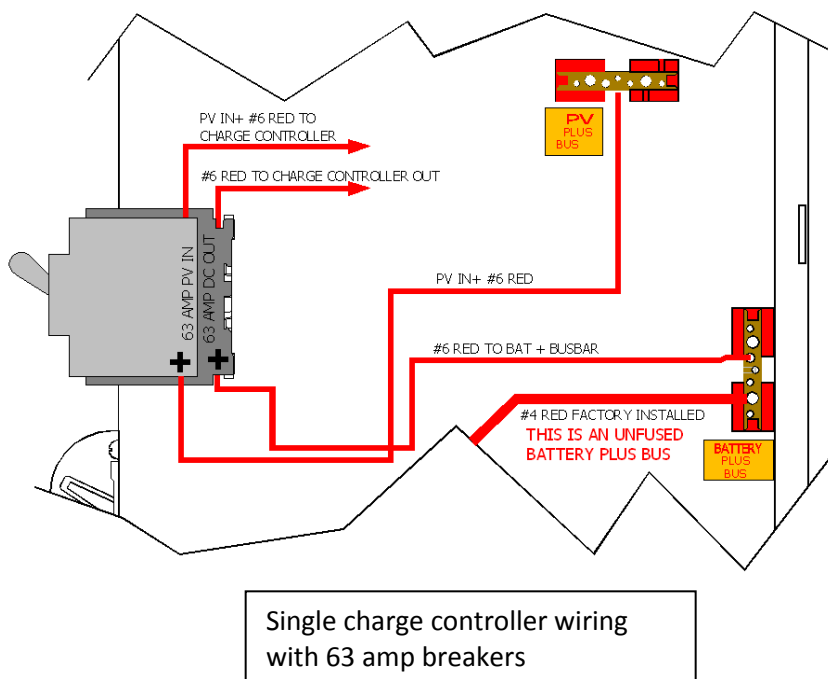 PV IN+ #6 RED TO
CHARGE CONTROLLER
#6 RED TO CHARGE CONTROLLER OUT
PV
PLUS
BUS
63 AMP PV IN
63 AMP DC OUT
+
+
PV IN+ #6 RED
#6 RED TO BAT + BUSBAR
#4 RED FACTORY INSTALLED
THIS IS AN UNFUSED
BATTERY PLUS BUS
BATTERY
PLUS
BUS
Single charge controller wiring
with 63 amp breakers